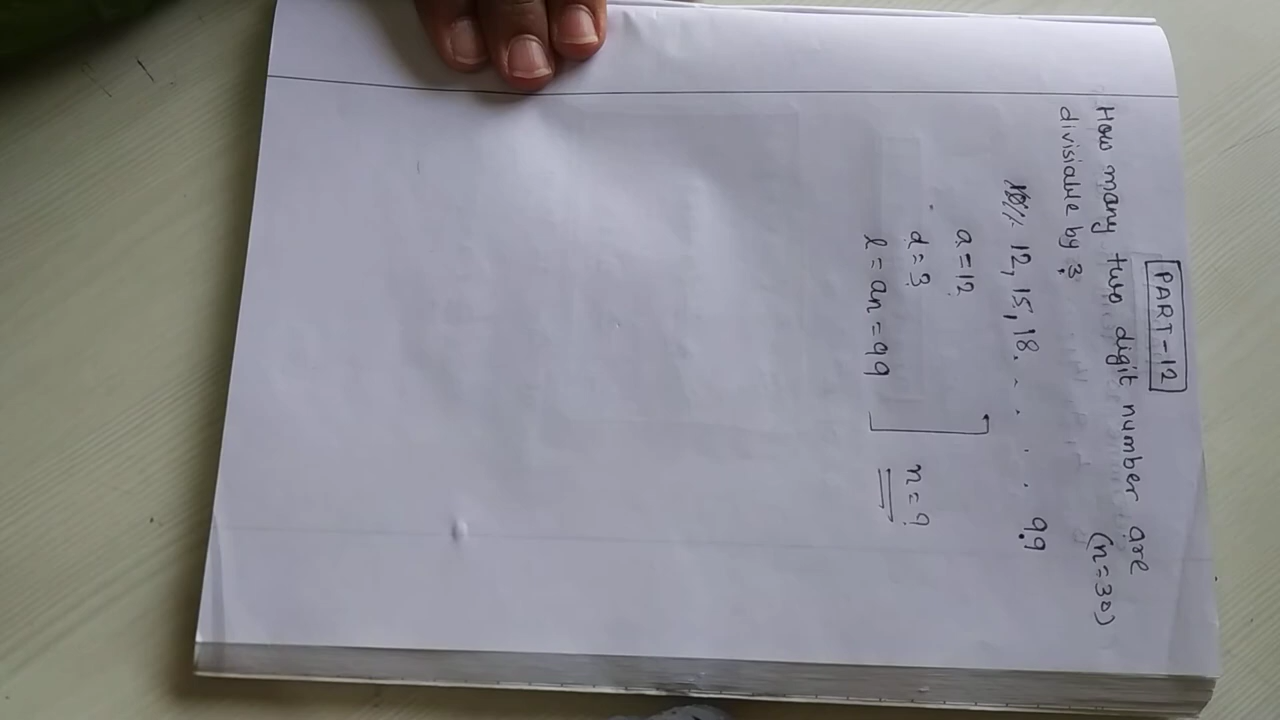 PART-12
How many two digit number are
divisiable by 3 (n=30)
12, 15, 18. . . . . 99
a=12
d=3
l=an=99
n=?